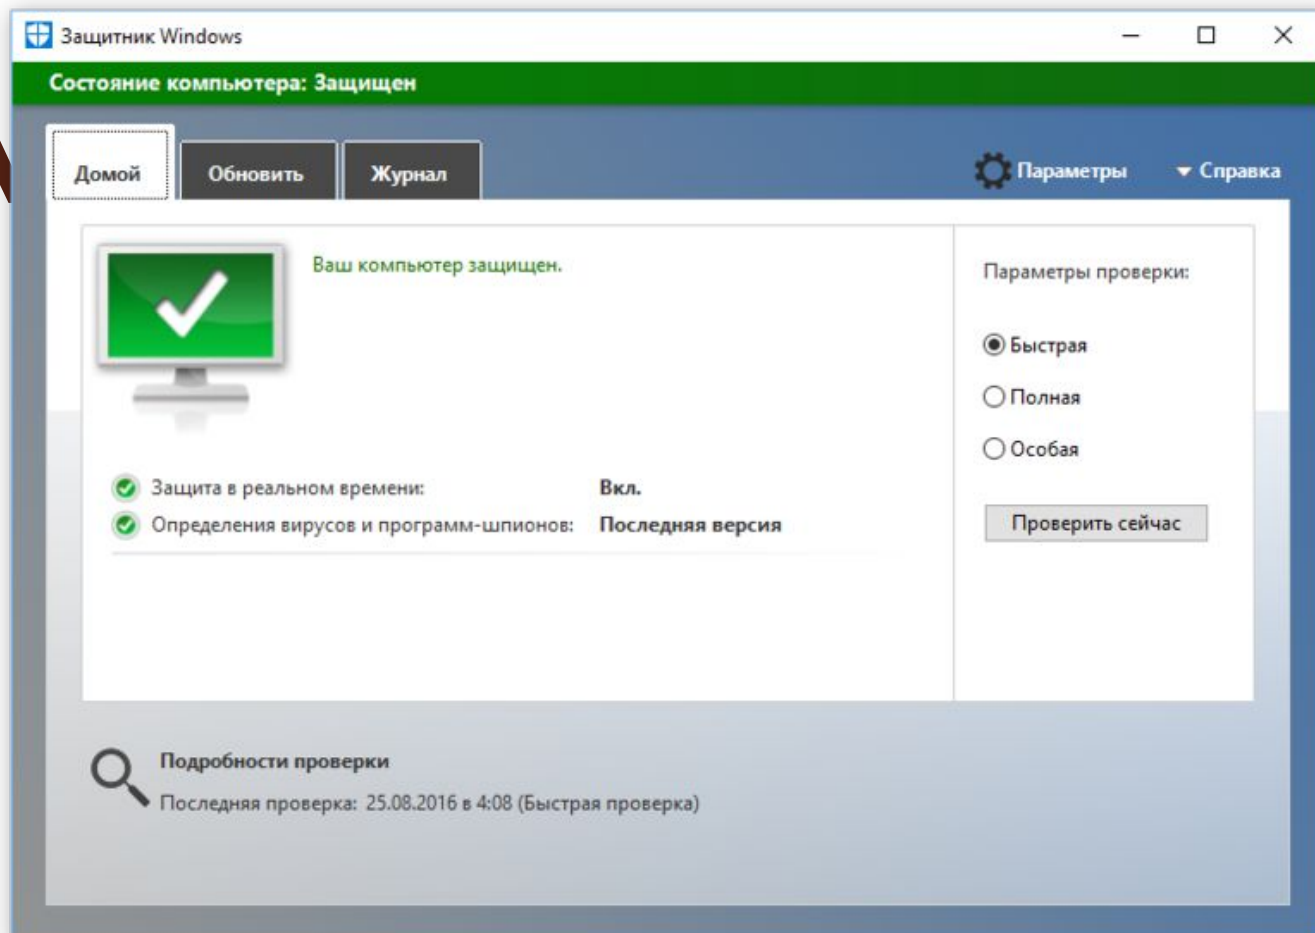 Защитник Windows
Состояние компьютера: Защищен
Домой
Обновить
Журнал
Параметры
Справка
Ваш компьютер защищен.
Защита в реальном времени: Вкл.
Определения вирусов и программ-шпионов: Последняя версия
Параметры проверки:
Быстрая
Полная
Особая
Проверить сейчас
Подробности проверки
Последняя проверка: 25.08.2016 в 4:08 (Быстрая проверка)